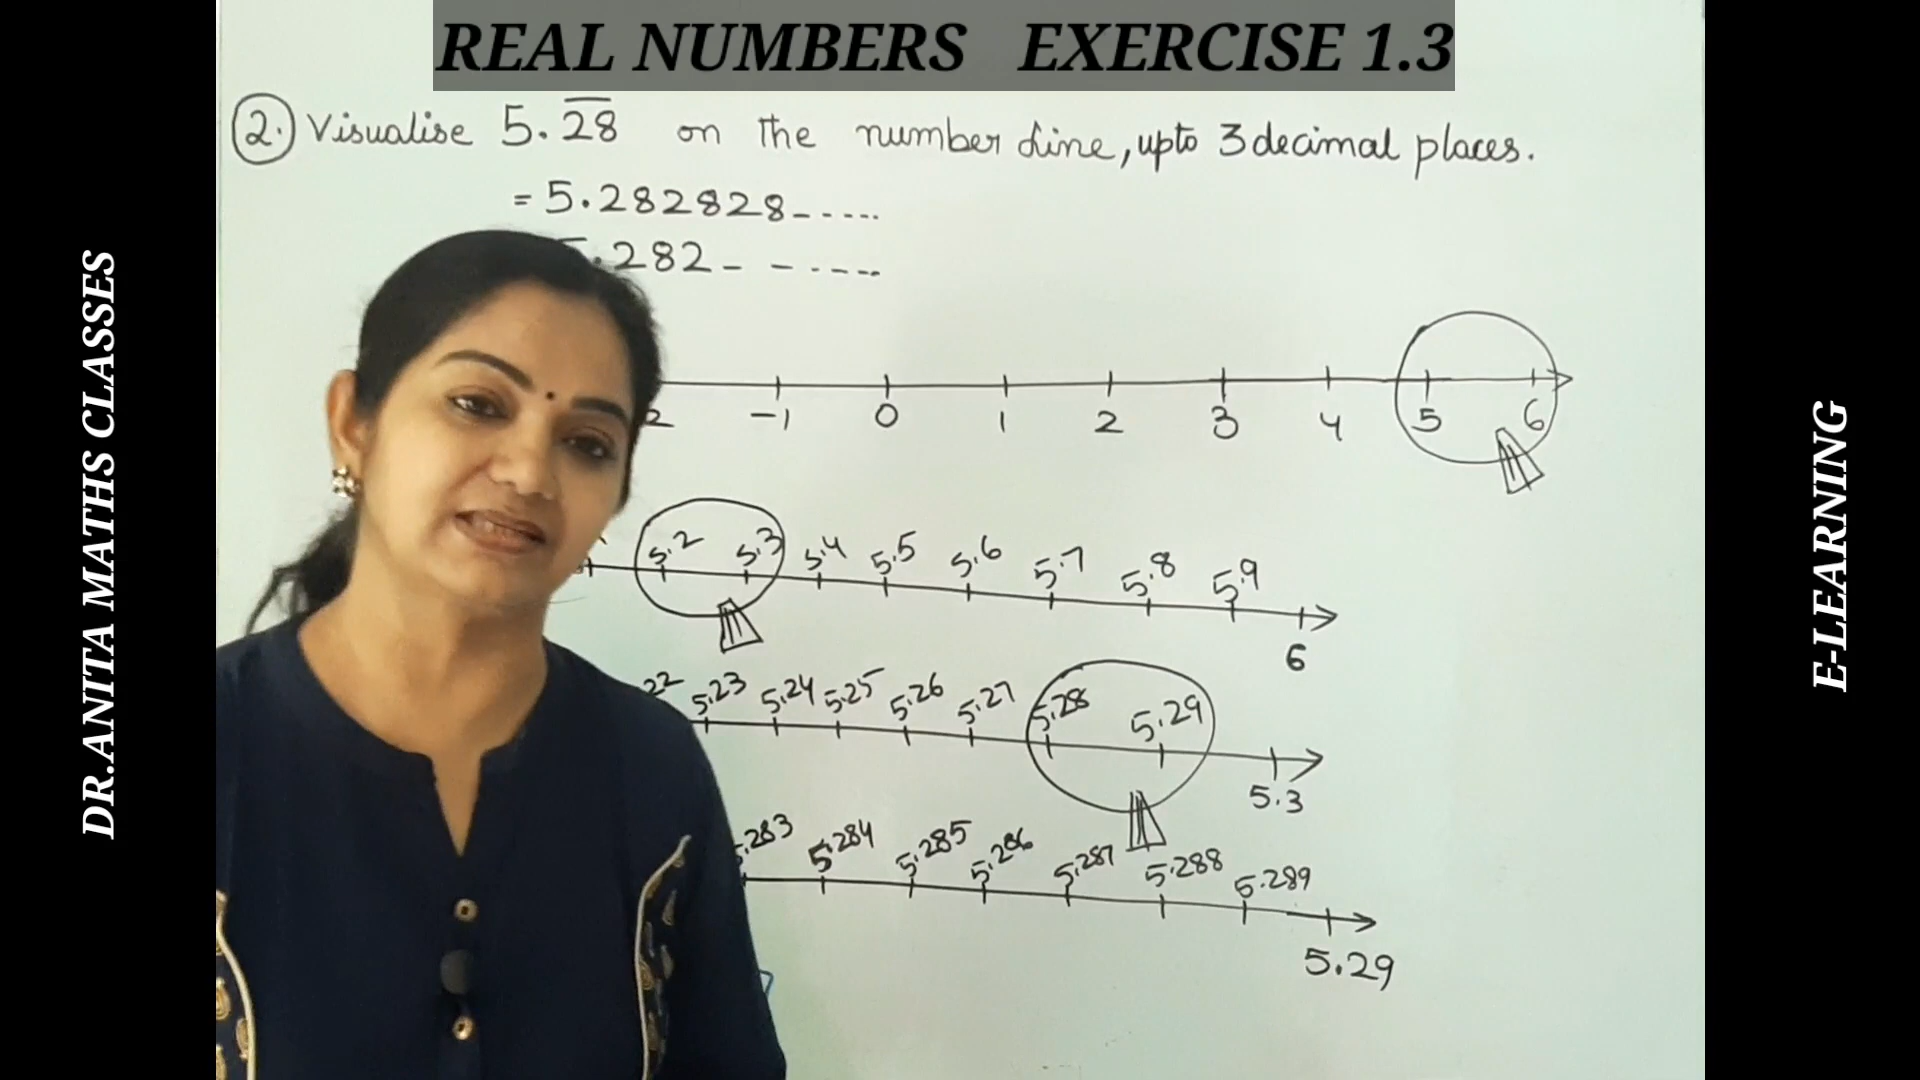 REAL NUMBERS EXERCISE 1.3
DR.ANITA MATHS CLASSES
E-LEARNING
2. Visualise 5.2̅8̅ on the number line, upto 3 decimal places.
= 5.282828-.....
.282- - .....
2 -1 0 1 2 3 4 5 6
5.2 5.3 5.4 5.5 5.6 5.7 5.8 5.9
6
22 5.23 5.24 5.25 5.26 5.27 5.28 5.29
5.3
.283 5.284 5.285 5.286 5.287 5.288 5.289
5.29